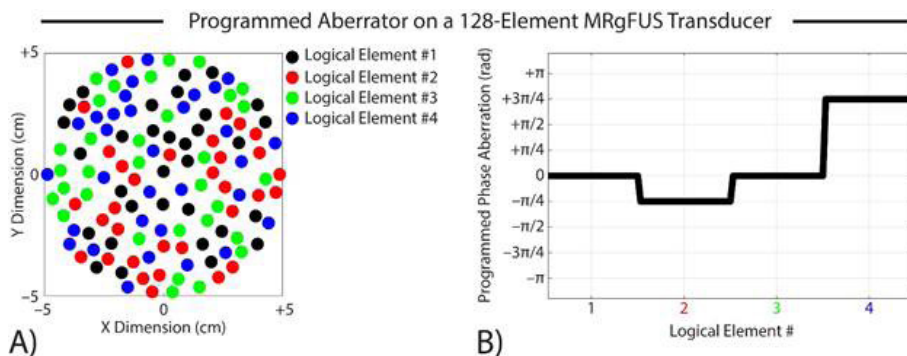 Programmed Aberrator on a 128-Element MRgFUS Transducer
A)
+5
0
−5
Y Dimension (cm)
−5
0
+5
X Dimension (cm)
Logical Element #1
Logical Element #2
Logical Element #3
Logical Element #4
B)
Programmed Phase Aberration (rad)
+π
+3π/4
+π/2
+π/4
0
−π/4
−π/2
−3π/4
−π
1
2
3
4
Logical Element #